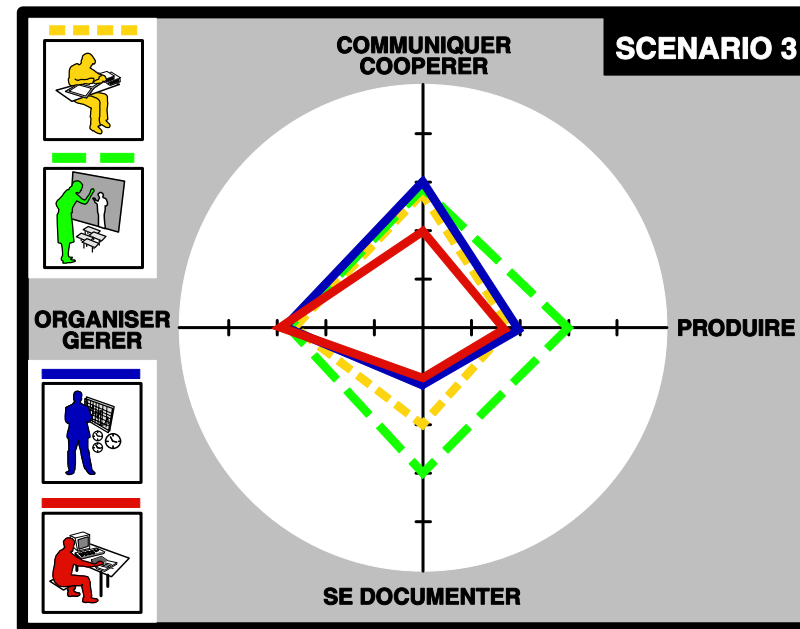 COMMUNIQUER
COOPERER
SCENARIO 3
ORGANISER
GERER
PRODUIRE
SE DOCUMENTER